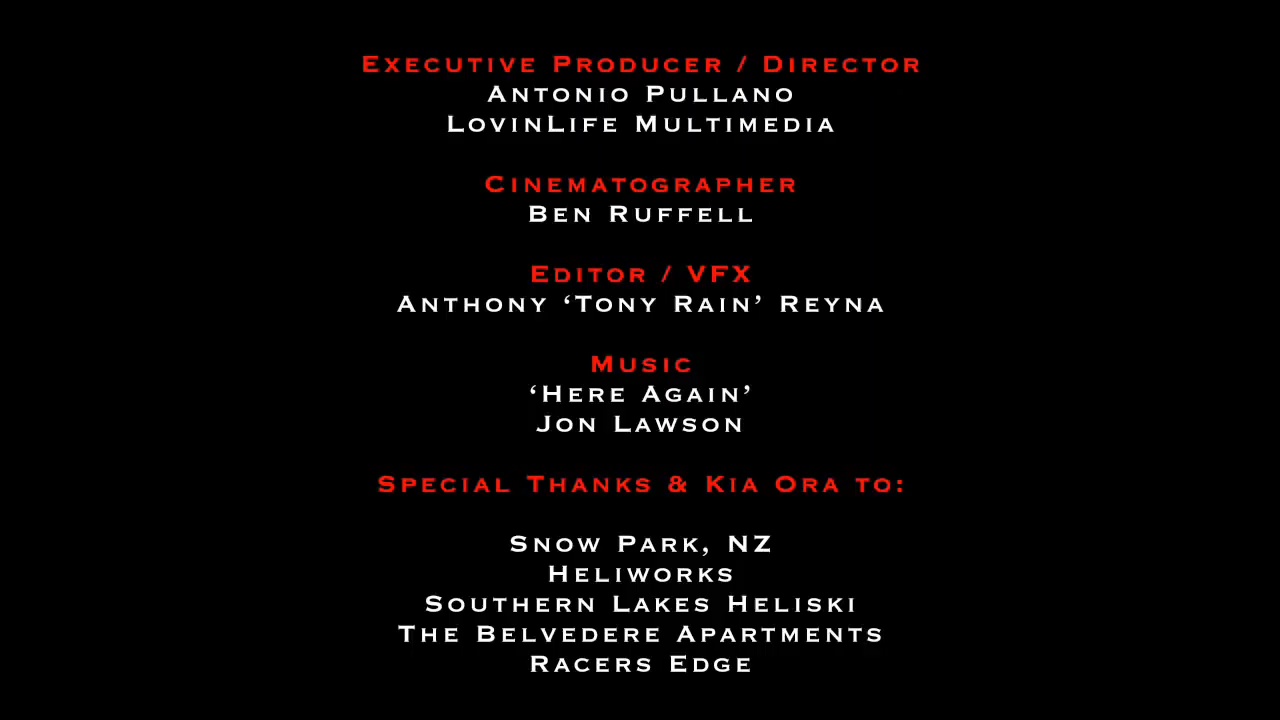 Executive Producer / Director
Antonio Pullano
LovinLife Multimedia
Cinematographer
Ben Ruffell
Editor / VFX
Anthony ‘Tony Rain’ Reyna
Music
‘Here Again’
Jon Lawson
Special Thanks & Kia Ora to:
Snow Park, NZ
Heliworks
Southern Lakes Heliski
The Belvedere Apartments
Racers Edge